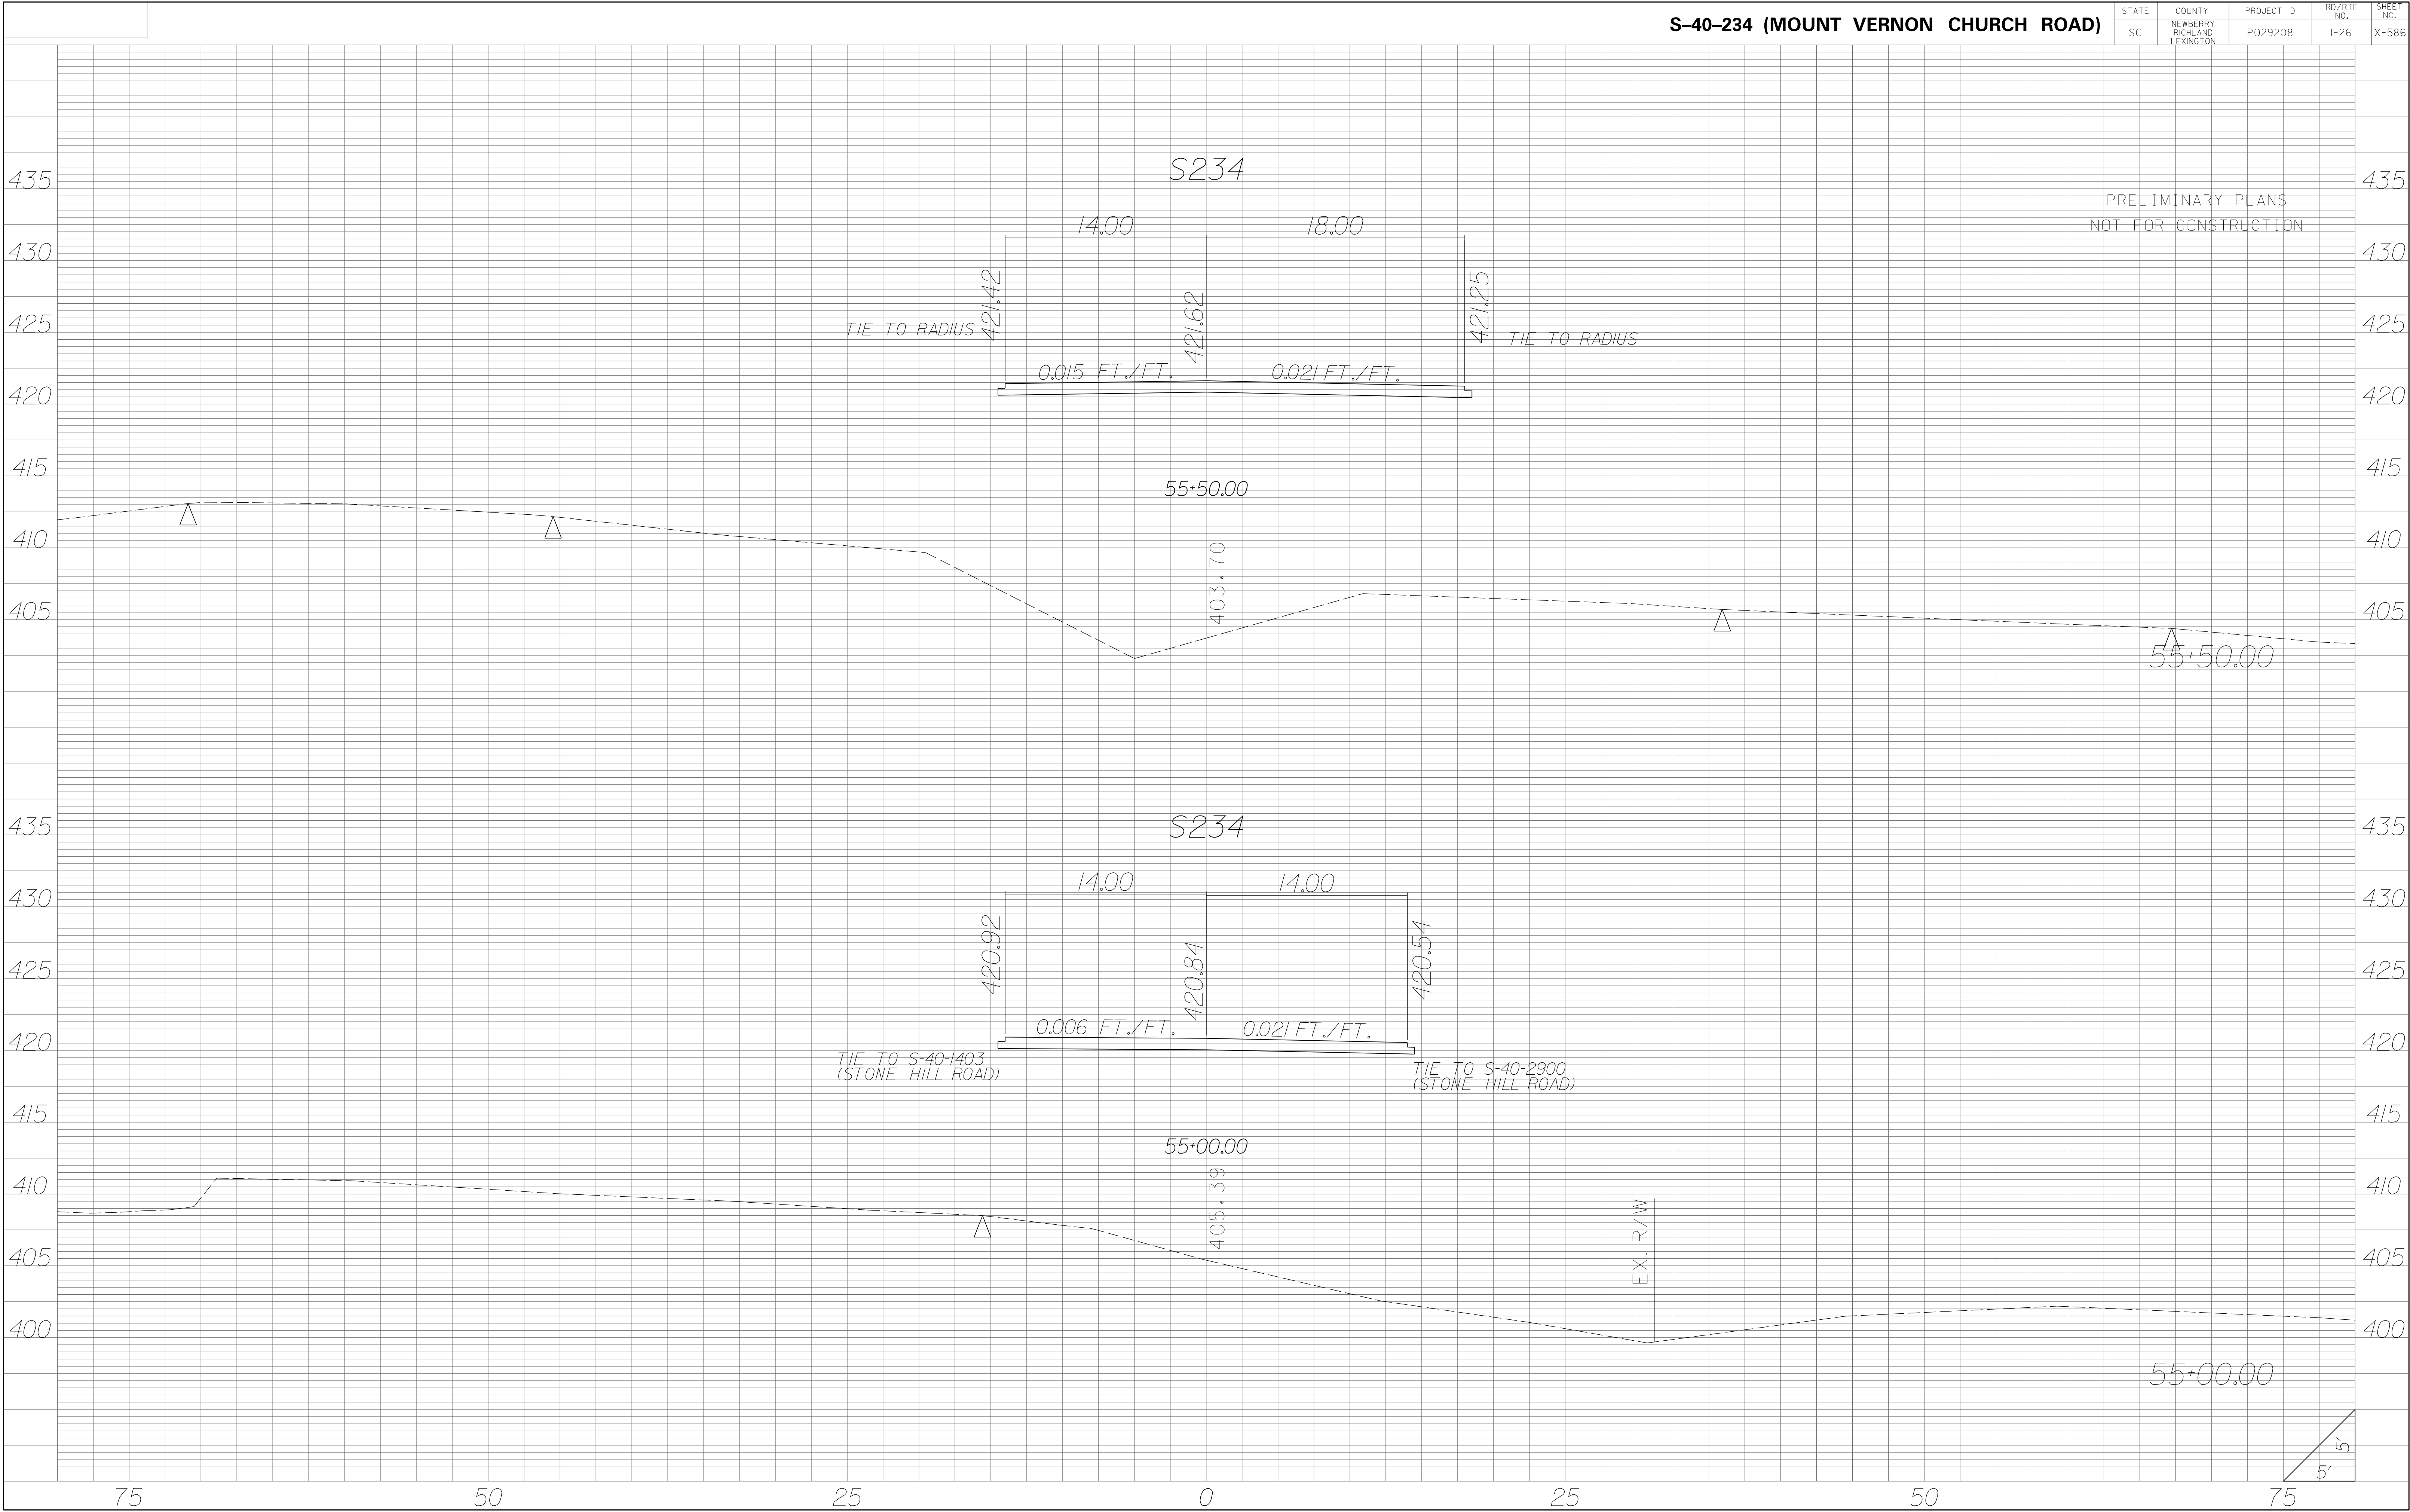 S-40-234 (MOUNT VERNON CHURCH ROAD)
STATE COUNTY PROJECT ID RD/RTE NO. SHEET NO.
SC NEWBERRY RICHLAND LEXINGTON P029208 I-26 X-586
S234
435 435
PRELIMINARY PLANS
NOT FOR CONSTRUCTION
14.00 18.00
430 430
421.42 421.62 421.25
425 TIE TO RADIUS TIE TO RADIUS 425
0.015 FT./FT. 0.021 FT./FT.
420 420
415 415
55+50.00
410 410
403.70
405 405
55+50.00
S234
435 435
14.00 14.00
430 430
420.92 420.84 420.54
425 425
0.006 FT./FT. 0.021 FT./FT.
420 420
TIE TO S-40-1403
(STONE HILL ROAD)
TIE TO S-40-2900
(STONE HILL ROAD)
415 415
55+00.00
410 410
405.39
EX. R/W
405 405
400 400
55+00.00
5'
5'
75 50 25 0 25 50 75